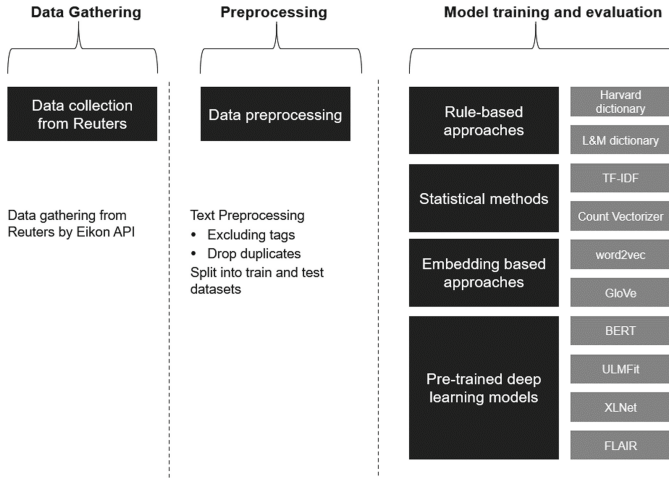 Data Gathering
Preprocessing
Model training and evaluation
Data collection
from Reuters
Data gathering from
Reuters by Eikon API
Data preprocessing
Text Preprocessing
• Excluding tags
• Drop duplicates
Split into train and test
datasets
Rule-based
approaches
Harvard
dictionary
L&M dictionary
Statistical methods
TF-IDF
Count Vectorizer
Embedding based
approaches
word2vec
GloVe
Pre-trained deep
learning models
BERT
ULMFit
XLNet
FLAIR